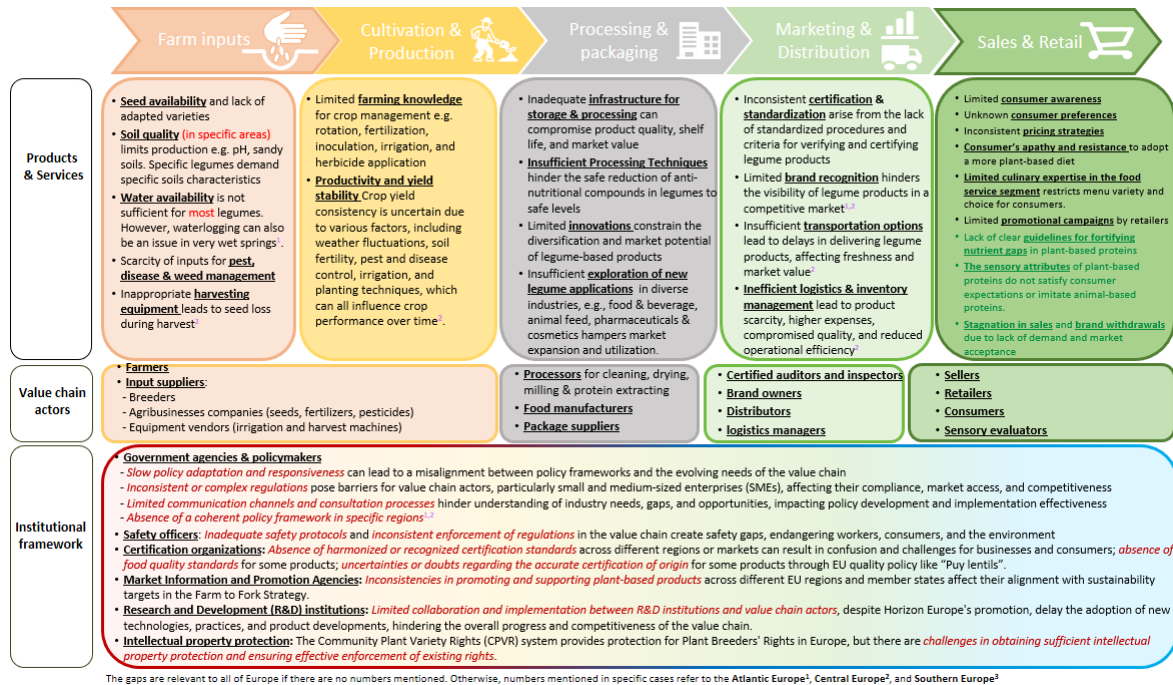 Farm inputs
Cultivation &
Production
Processing &
packaging
Marketing &
Distribution
Sales & Retail
Products
& Services
• Seed availability and lack of
adapted varieties
• Soil quality (in specific areas)
limits production e.g. pH, sandy
soils. Specific legumes demand
specific soils characteristics
• Water availability is not
sufficient for most legumes.
However, waterlogging can also
be an issue in very wet springs1.
• Scarcity of inputs for pest,
disease & weed management
• Inappropriate harvesting
equipment leads to seed loss
during harvest2
• Limited farming knowledge
for crop management e.g.
rotation, fertilization,
inoculation, irrigation, and
herbicide application
• Productivity and yield
stability Crop yield
consistency is uncertain due
to various factors, including
weather fluctuations, soil
fertility, pest and disease
control, irrigation, and
planting techniques, which
can all influence crop
performance over time2.
• Inadequate infrastructure for
storage & processing can
compromise product quality, shelf
life, and market value
• Insufficient Processing Techniques
hinder the safe reduction of anti-
nutritional compounds in legumes to
safe levels
• Limited innovations constrain the
diversification and market potential
of legume-based products
• Insufficient exploration of new
legume applications in diverse
industries, e.g., food & beverage,
animal feed, pharmaceuticals &
cosmetics hampers market
expansion and utilization.
• Inconsistent certification &
standardization arise from the lack
of standardized procedures and
criteria for verifying and certifying
legume products
• Limited brand recognition hinders
the visibility of legume products in a
competitive market1,2
• Insufficient transportation options
lead to delays in delivering legume
products, affecting freshness and
market value2
• Inefficient logistics & inventory
management lead to product
scarcity, higher expenses,
compromised quality, and reduced
operational efficiency2
• Limited consumer awareness
• Unknown consumer preferences
• Inconsistent pricing strategies
• Consumer's apathy and resistance to adopt
a more plant-based diet
• Limited culinary expertise in the food
service segment restricts menu variety and
choice for consumers.
• Limited promotional campaigns by retailers
• Lack of clear guidelines for fortifying
nutrient gaps in plant-based proteins
• The sensory attributes of plant-based
proteins do not satisfy consumer
expectations or imitate animal-based
proteins.
• Stagnation in sales and brand withdrawals
due to lack of demand and market
acceptance
Value chain
actors
• Farmers
• Input suppliers:
- Breeders
- Agribusinesses companies (seeds, fertilizers, pesticides)
- Equipment vendors (irrigation and harvest machines)
• Processors for cleaning, drying,
milling & protein extracting
• Food manufacturers
• Package suppliers
• Certified auditors and inspectors
• Brand owners
• Distributors
• logistics managers
• Sellers
• Retailers
• Consumers
• Sensory evaluators
Institutional
framework
• Government agencies & policymakers
- Slow policy adaptation and responsiveness can lead to a misalignment between policy frameworks and the evolving needs of the value chain
- Inconsistent or complex regulations pose barriers for value chain actors, particularly small and medium-sized enterprises (SMEs), affecting their compliance, market access, and competitiveness
- Limited communication channels and consultation processes hinder understanding of industry needs, gaps, and opportunities, impacting policy development and implementation effectiveness
- Absence of a coherent policy framework in specific regions1,2
• Safety officers: Inadequate safety protocols and inconsistent enforcement of regulations in the value chain create safety gaps, endangering workers, consumers, and the environment
• Certification organizations: Absence of harmonized or recognized certification standards across different regions or markets can result in confusion and challenges for businesses and consumers; absence of
food quality standards for some products; uncertainties or doubts regarding the accurate certification of origin for some products through EU quality policy like "Puy lentils".
• Market Information and Promotion Agencies: Inconsistencies in promoting and supporting plant-based products across different EU regions and member states affect their alignment with sustainability
targets in the Farm to Fork Strategy.
• Research and Development (R&D) institutions: Limited collaboration and implementation between R&D institutions and value chain actors, despite Horizon Europe's promotion, delay the adoption of new
technologies, practices, and product developments, hindering the overall progress and competitiveness of the value chain.
• Intellectual property protection: The Community Plant Variety Rights (CPVR) system provides protection for Plant Breeders' Rights in Europe, but there are challenges in obtaining sufficient intellectual
property protection and ensuring effective enforcement of existing rights.
The gaps are relevant to all of Europe if there are no numbers mentioned. Otherwise, numbers mentioned in specific cases refer to the Atlantic Europe1, Central Europe2, and Southern Europe3